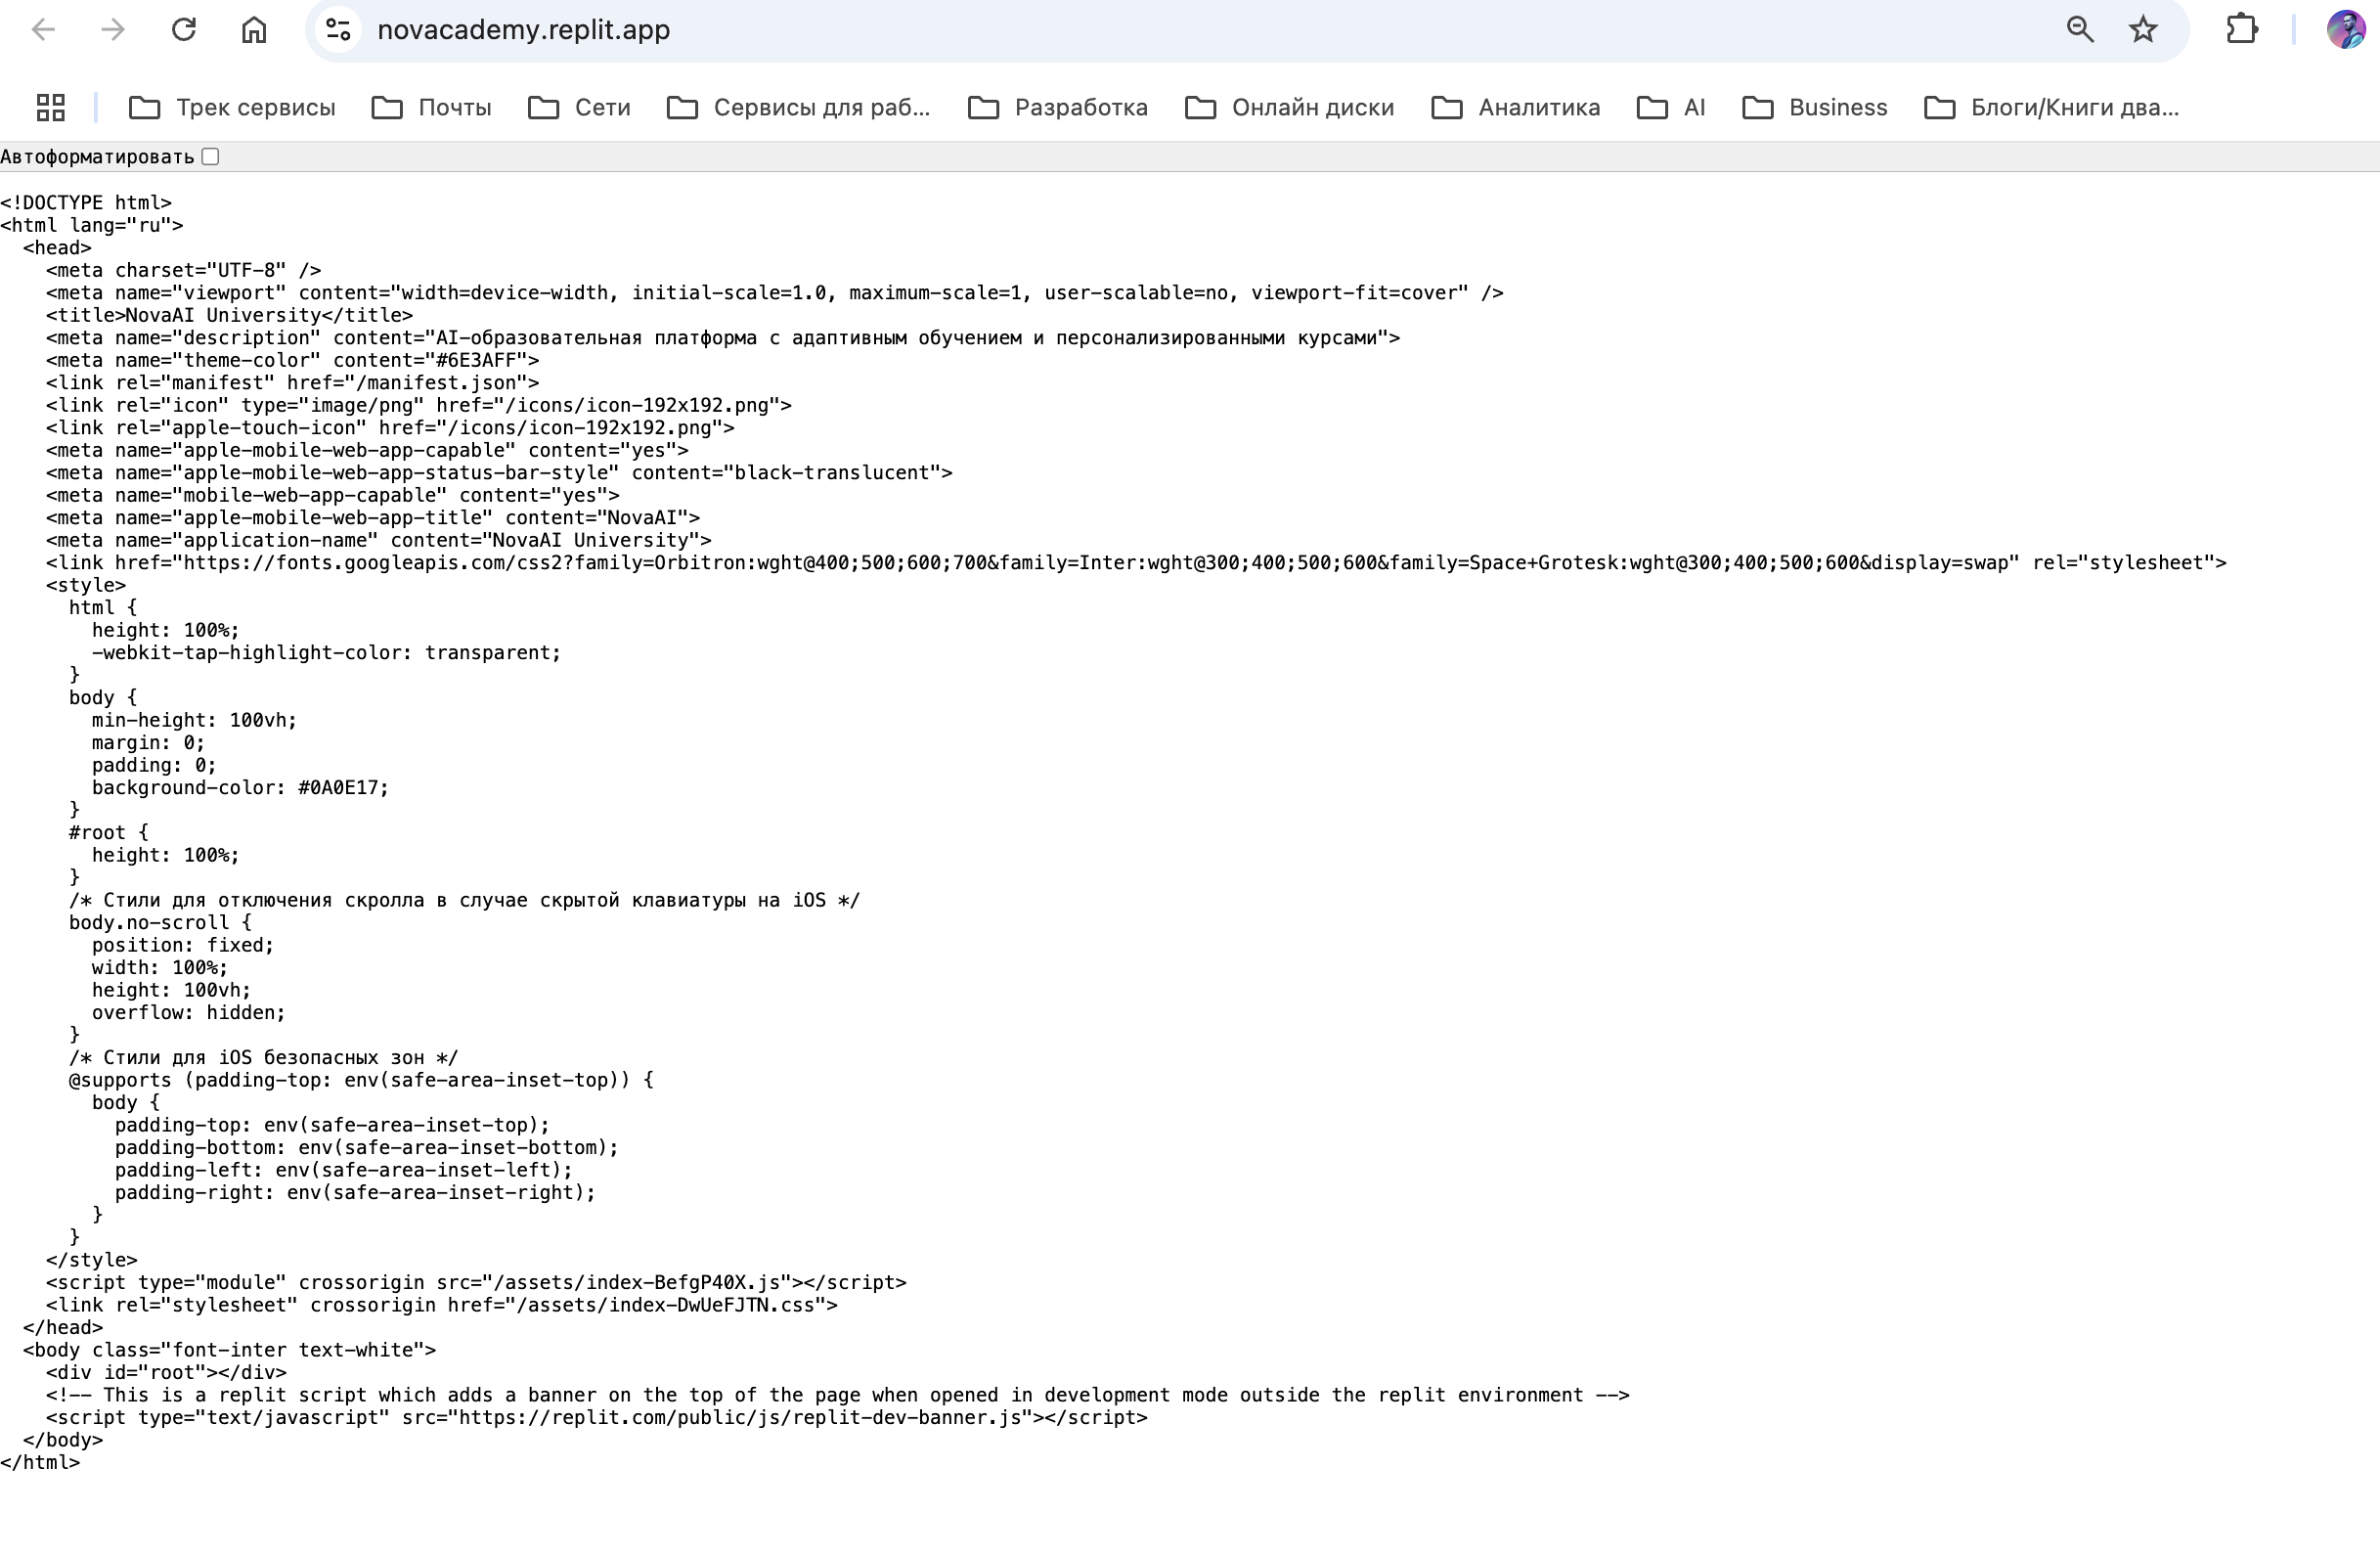 novacademy.replit.app
Трек сервисы
Почты
Сети
Сервисы для раб...
Разработка
Онлайн диски
Аналитика
AI
Business
Блоги/Книги два...
Автоформатировать
<!DOCTYPE html>
<html lang="ru">
  <head>
    <meta charset="UTF-8" />
    <meta name="viewport" content="width=device-width, initial-scale=1.0, maximum-scale=1, user-scalable=no, viewport-fit=cover" />
    <title>NovaAI University</title>
    <meta name="description" content="AI-образовательная платформа с адаптивным обучением и персонализированными курсами">
    <meta name="theme-color" content="#6E3AFF">
    <link rel="manifest" href="/manifest.json">
    <link rel="icon" type="image/png" href="/icons/icon-192x192.png">
    <link rel="apple-touch-icon" href="/icons/icon-192x192.png">
    <meta name="apple-mobile-web-app-capable" content="yes">
    <meta name="apple-mobile-web-app-status-bar-style" content="black-translucent">
    <meta name="mobile-web-app-capable" content="yes">
    <meta name="apple-mobile-web-app-title" content="NovaAI">
    <meta name="application-name" content="NovaAI University">
    <link href="https://fonts.googleapis.com/css2?family=Orbitron:wght@400;500;600;700&family=Inter:wght@300;400;500;600&family=Space+Grotesk:wght@300;400;500;600&display=swap" rel="stylesheet">
    <style>
      html {
        height: 100%;
        -webkit-tap-highlight-color: transparent;
      }
      body {
        min-height: 100vh;
        margin: 0;
        padding: 0;
        background-color: #0A0E17;
      }
      #root {
        height: 100%;
      }
      /* Стили для отключения скролла в случае скрытой клавиатуры на iOS */
      body.no-scroll {
        position: fixed;
        width: 100%;
        height: 100vh;
        overflow: hidden;
      }
      /* Стили для iOS безопасных зон */
      @supports (padding-top: env(safe-area-inset-top)) {
        body {
          padding-top: env(safe-area-inset-top);
          padding-bottom: env(safe-area-inset-bottom);
          padding-left: env(safe-area-inset-left);
          padding-right: env(safe-area-inset-right);
        }
      }
    </style>
    <script type="module" crossorigin src="/assets/index-BefgP40X.js"></script>
    <link rel="stylesheet" crossorigin href="/assets/index-DwUeFJTN.css">
  </head>
  <body class="font-inter text-white">
    <div id="root"></div>
    <!-- This is a replit script which adds a banner on the top of the page when opened in development mode outside the replit environment -->
    <script type="text/javascript" src="https://replit.com/public/js/replit-dev-banner.js"></script>
  </body>
</html>